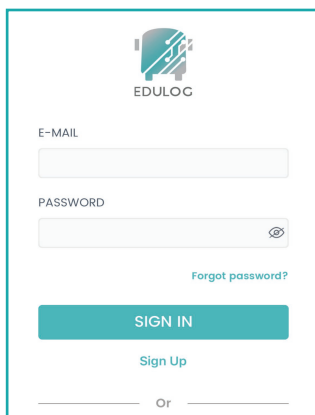 EDULOG
E-MAIL
PASSWORD
Forgot password?
SIGN IN
Sign Up
Or